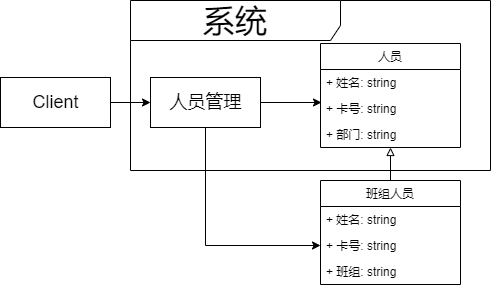 系统
Client
人员管理
人员
+ 姓名: string
+ 卡号: string
+ 部门: string
班组人员
+ 姓名: string
+ 卡号: string
+ 班组: string